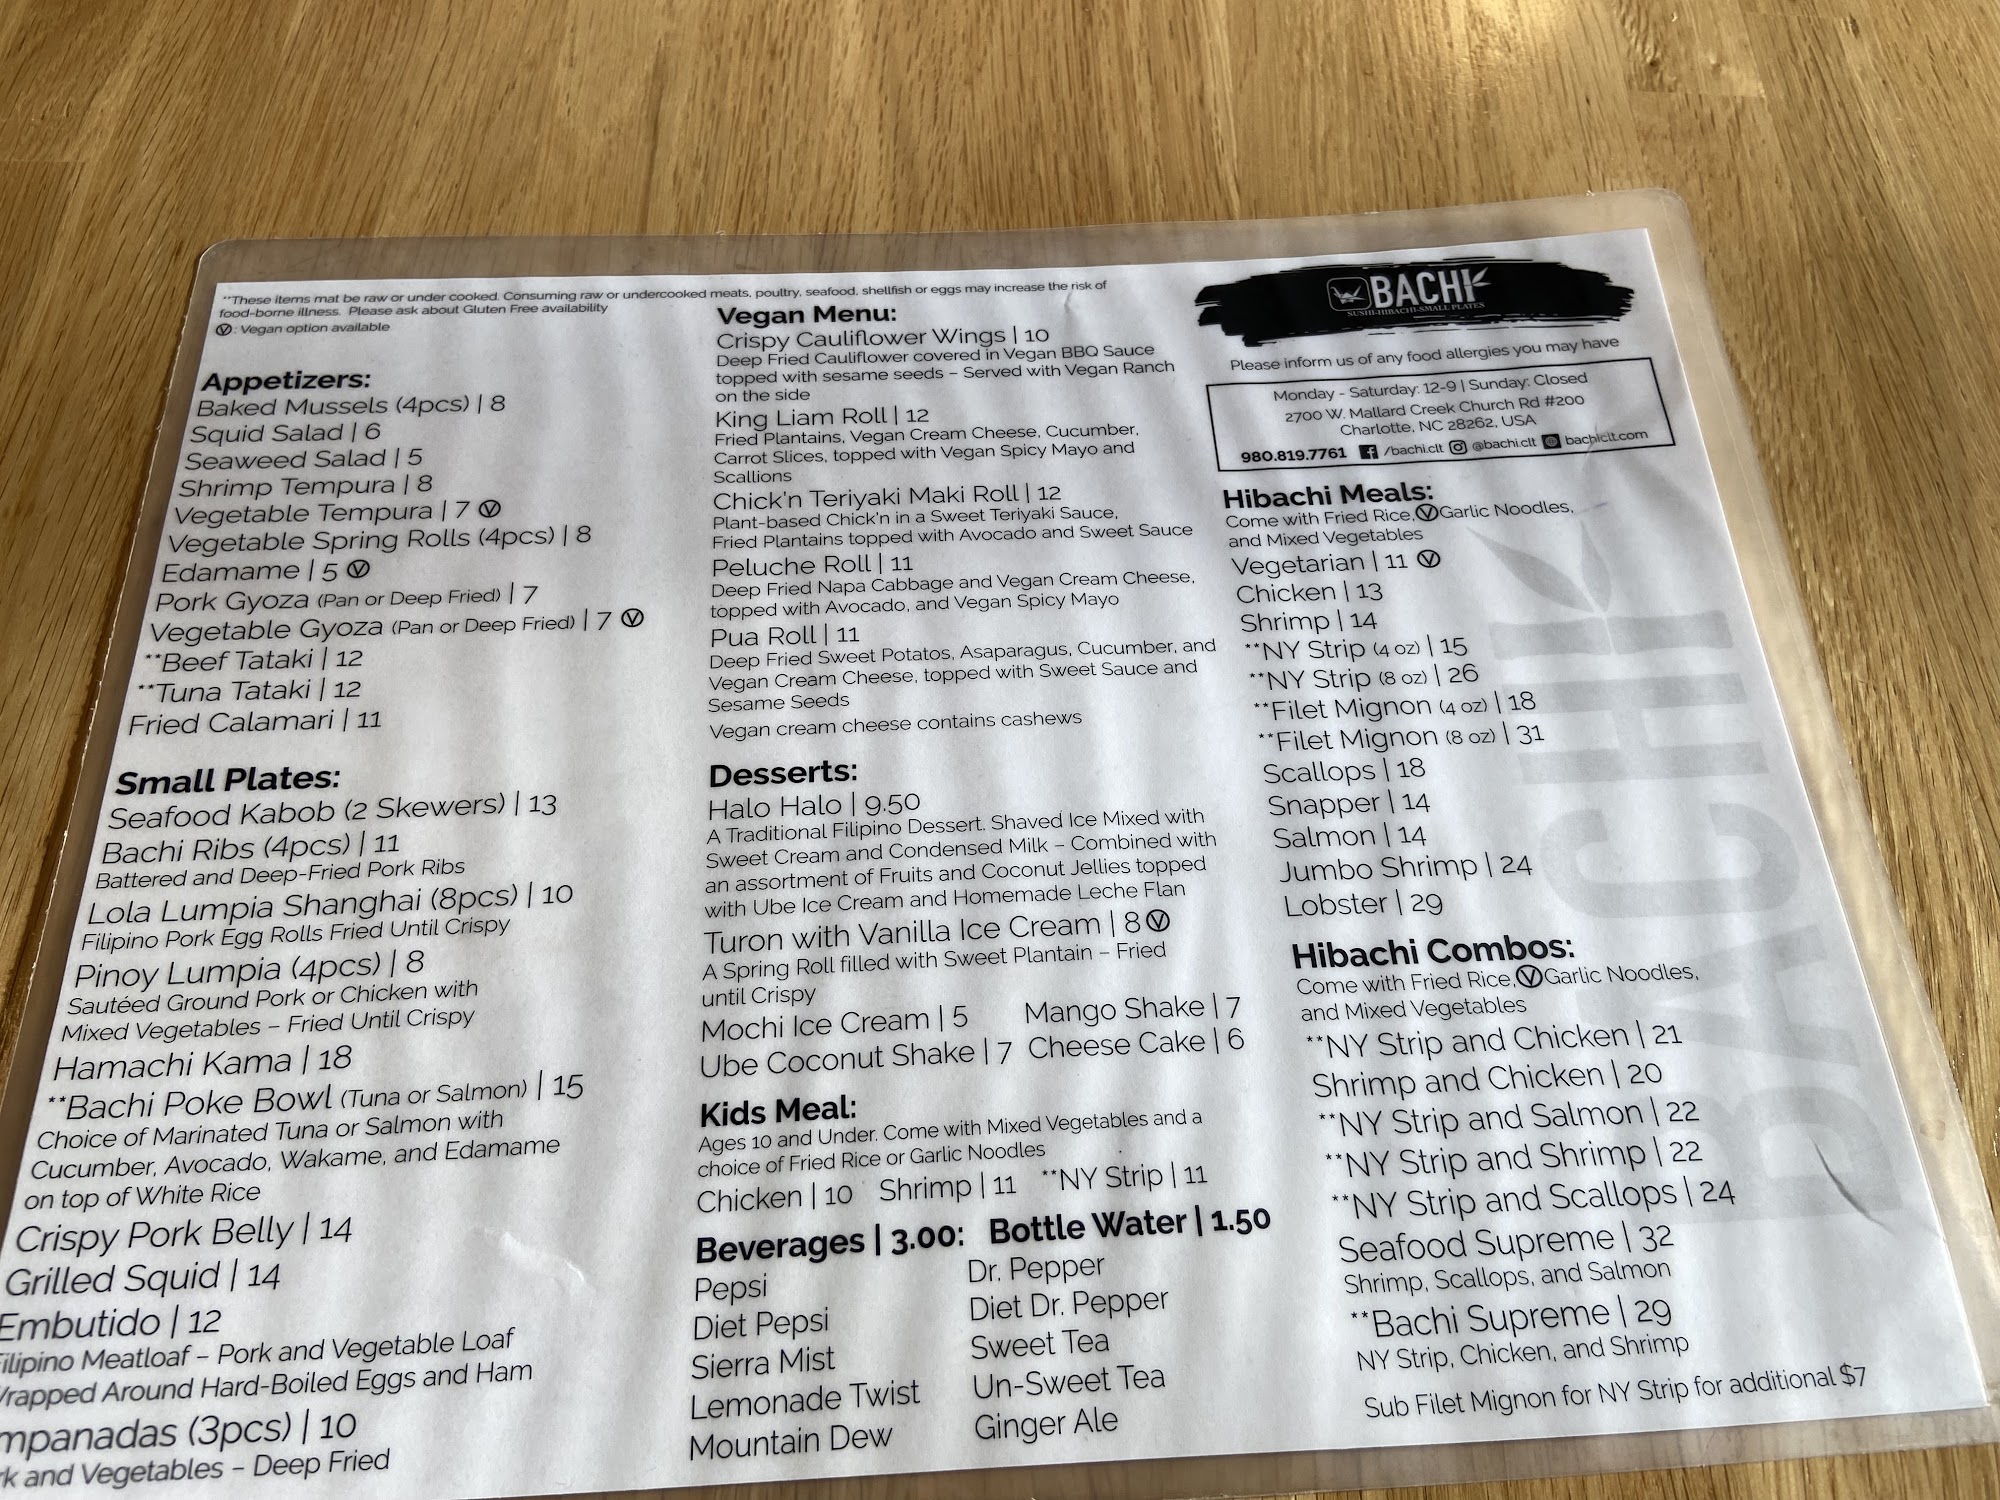 **These items mat be raw or under cooked. Consuming raw or undercooked meats, poultry, seafood, shellfish or eggs may increase the risk of
food-borne illness. Please ask about Gluten Free availability
Ⓥ: Vegan option available
Appetizers:
Baked Mussels (4pcs) | 8
Squid Salad | 6
Seaweed Salad | 5
Shrimp Tempura | 8
Vegetable Tempura | 7 Ⓥ
Vegetable Spring Rolls (4pcs) | 8
Edamame | 5 Ⓥ
Pork Gyoza (Pan or Deep Fried) | 7
Vegetable Gyoza (Pan or Deep Fried) | 7 Ⓥ
**Beef Tataki | 12
**Tuna Tataki | 12
Fried Calamari | 11
Small Plates:
Seafood Kabob (2 Skewers) | 13
Bachi Ribs (4pcs) | 11
Battered and Deep-Fried Pork Ribs
Lola Lumpia Shanghai (8pcs) | 10
Filipino Pork Egg Rolls Fried Until Crispy
Pinoy Lumpia (4pcs) | 8
Sautéed Ground Pork or Chicken with
Mixed Vegetables – Fried Until Crispy
Hamachi Kama | 18
**Bachi Poke Bowl (Tuna or Salmon) | 15
Choice of Marinated Tuna or Salmon with
Cucumber, Avocado, Wakame, and Edamame
on top of White Rice
Crispy Pork Belly | 14
Grilled Squid | 14
Embutido | 12
Filipino Meatloaf – Pork and Vegetable Loaf
Wrapped Around Hard-Boiled Eggs and Ham
mpanadas (3pcs) | 10
rk and Vegetables – Deep Fried
Vegan Menu:
Crispy Cauliflower Wings | 10
Deep Fried Cauliflower covered in Vegan BBQ Sauce
topped with sesame seeds – Served with Vegan Ranch
on the side
King Liam Roll | 12
Fried Plantains, Vegan Cream Cheese, Cucumber,
Carrot Slices, topped with Vegan Spicy Mayo and
Scallions
Chick'n Teriyaki Maki Roll | 12
Plant-based Chick'n in a Sweet Teriyaki Sauce,
Fried Plantains topped with Avocado and Sweet Sauce
Peluche Roll | 11
Deep Fried Napa Cabbage and Vegan Cream Cheese,
topped with Avocado, and Vegan Spicy Mayo
Pua Roll | 11
Deep Fried Sweet Potatos, Asaparagus, Cucumber, and
Vegan Cream Cheese, topped with Sweet Sauce and
Sesame Seeds
Vegan cream cheese contains cashews
Desserts:
Halo Halo | 9.50
A Traditional Filipino Dessert. Shaved Ice Mixed with
Sweet Cream and Condensed Milk – Combined with
an assortment of Fruits and Coconut Jellies topped
with Ube Ice Cream and Homemade Leche Flan
Turon with Vanilla Ice Cream | 8 Ⓥ
A Spring Roll filled with Sweet Plantain – Fried
until Crispy
Mochi Ice Cream | 5 Mango Shake | 7
Ube Coconut Shake | 7 Cheese Cake | 6
Kids Meal:
Ages 10 and Under. Come with Mixed Vegetables and a
choice of Fried Rice or Garlic Noodles
Chicken | 10 Shrimp | 11 **NY Strip | 11
Beverages | 3.00: Bottle Water | 1.50
Pepsi
Diet Pepsi
Sierra Mist
Lemonade Twist
Mountain Dew
Dr. Pepper
Diet Dr. Pepper
Sweet Tea
Un-Sweet Tea
Ginger Ale
BACHI
SUSHI-HIBACHI-SMALL PLATES
Please inform us of any food allergies you may have
Monday - Saturday: 12-9 | Sunday: Closed
2700 W. Mallard Creek Church Rd #200
Charlotte, NC 28262, USA
980.819.7761 /bachi.clt @bachi.clt bachiclt.com
Hibachi Meals:
Come with Fried Rice, Ⓥ Garlic Noodles,
and Mixed Vegetables
Vegetarian | 11 Ⓥ
Chicken | 13
Shrimp | 14
**NY Strip (4 oz) | 15
**NY Strip (8 oz) | 26
**Filet Mignon (4 oz) | 18
**Filet Mignon (8 oz) | 31
Scallops | 18
Snapper | 14
Salmon | 14
Jumbo Shrimp | 24
Lobster | 29
Hibachi Combos:
Come with Fried Rice, Ⓥ Garlic Noodles,
and Mixed Vegetables
**NY Strip and Chicken | 21
Shrimp and Chicken | 20
**NY Strip and Salmon | 22
**NY Strip and Shrimp | 22
**NY Strip and Scallops | 24
Seafood Supreme | 32
Shrimp, Scallops, and Salmon
**Bachi Supreme | 29
NY Strip, Chicken, and Shrimp
Sub Filet Mignon for NY Strip for additional $7
BACHI